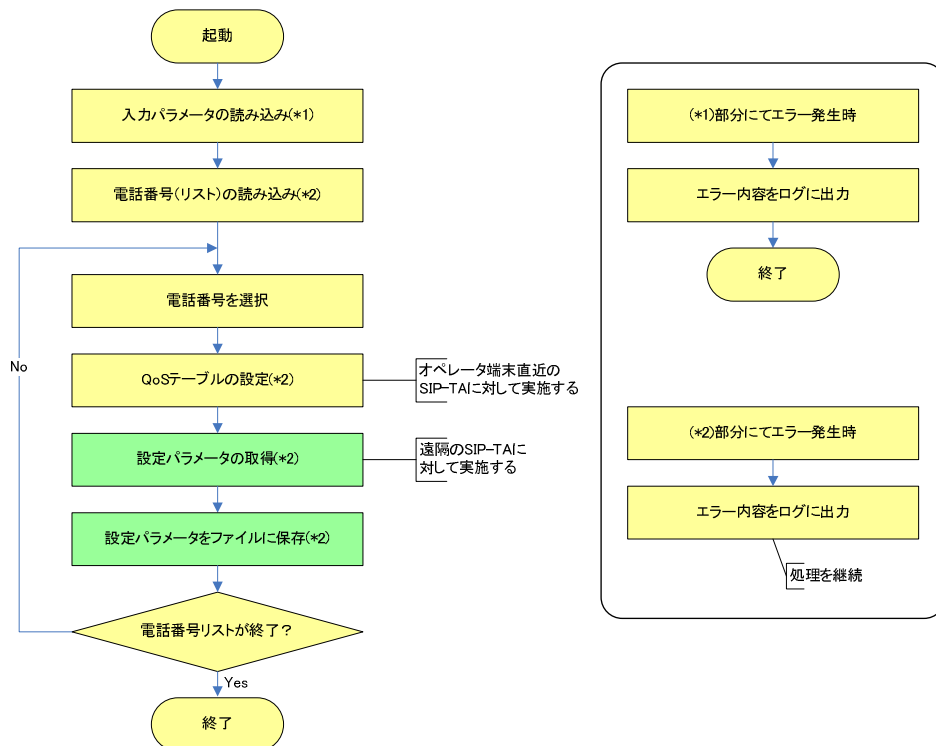 起動
入力パラメータの読み込み(*1)
電話番号(リスト)の読み込み(*2)
電話番号を選択
QoSテーブルの設定(*2)
オペレータ端末直近の
SIP-TAに対して実施する
設定パラメータの取得(*2)
遠隔のSIP-TAに
対して実施する
設定パラメータをファイルに保存(*2)
電話番号リストが終了?
No
Yes
終了
(*1)部分にてエラー発生時
エラー内容をログに出力
終了
(*2)部分にてエラー発生時
エラー内容をログに出力
処理を継続